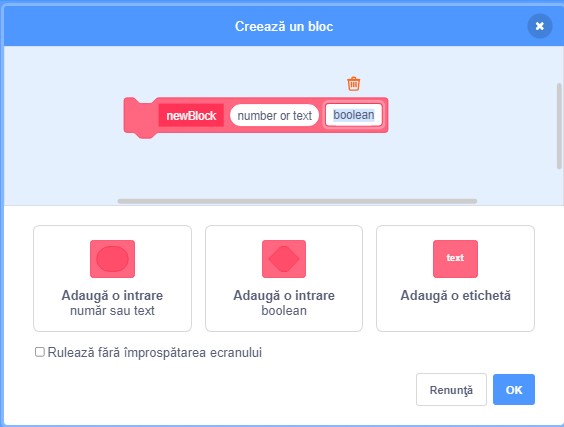 Creează un bloc
newBlock number or text boolean
text
Adaugă o intrare
număr sau text
Adaugă o intrare
boolean
Adaugă o etichetă
Rulează fără împrospătarea ecranului
Renunţă OK